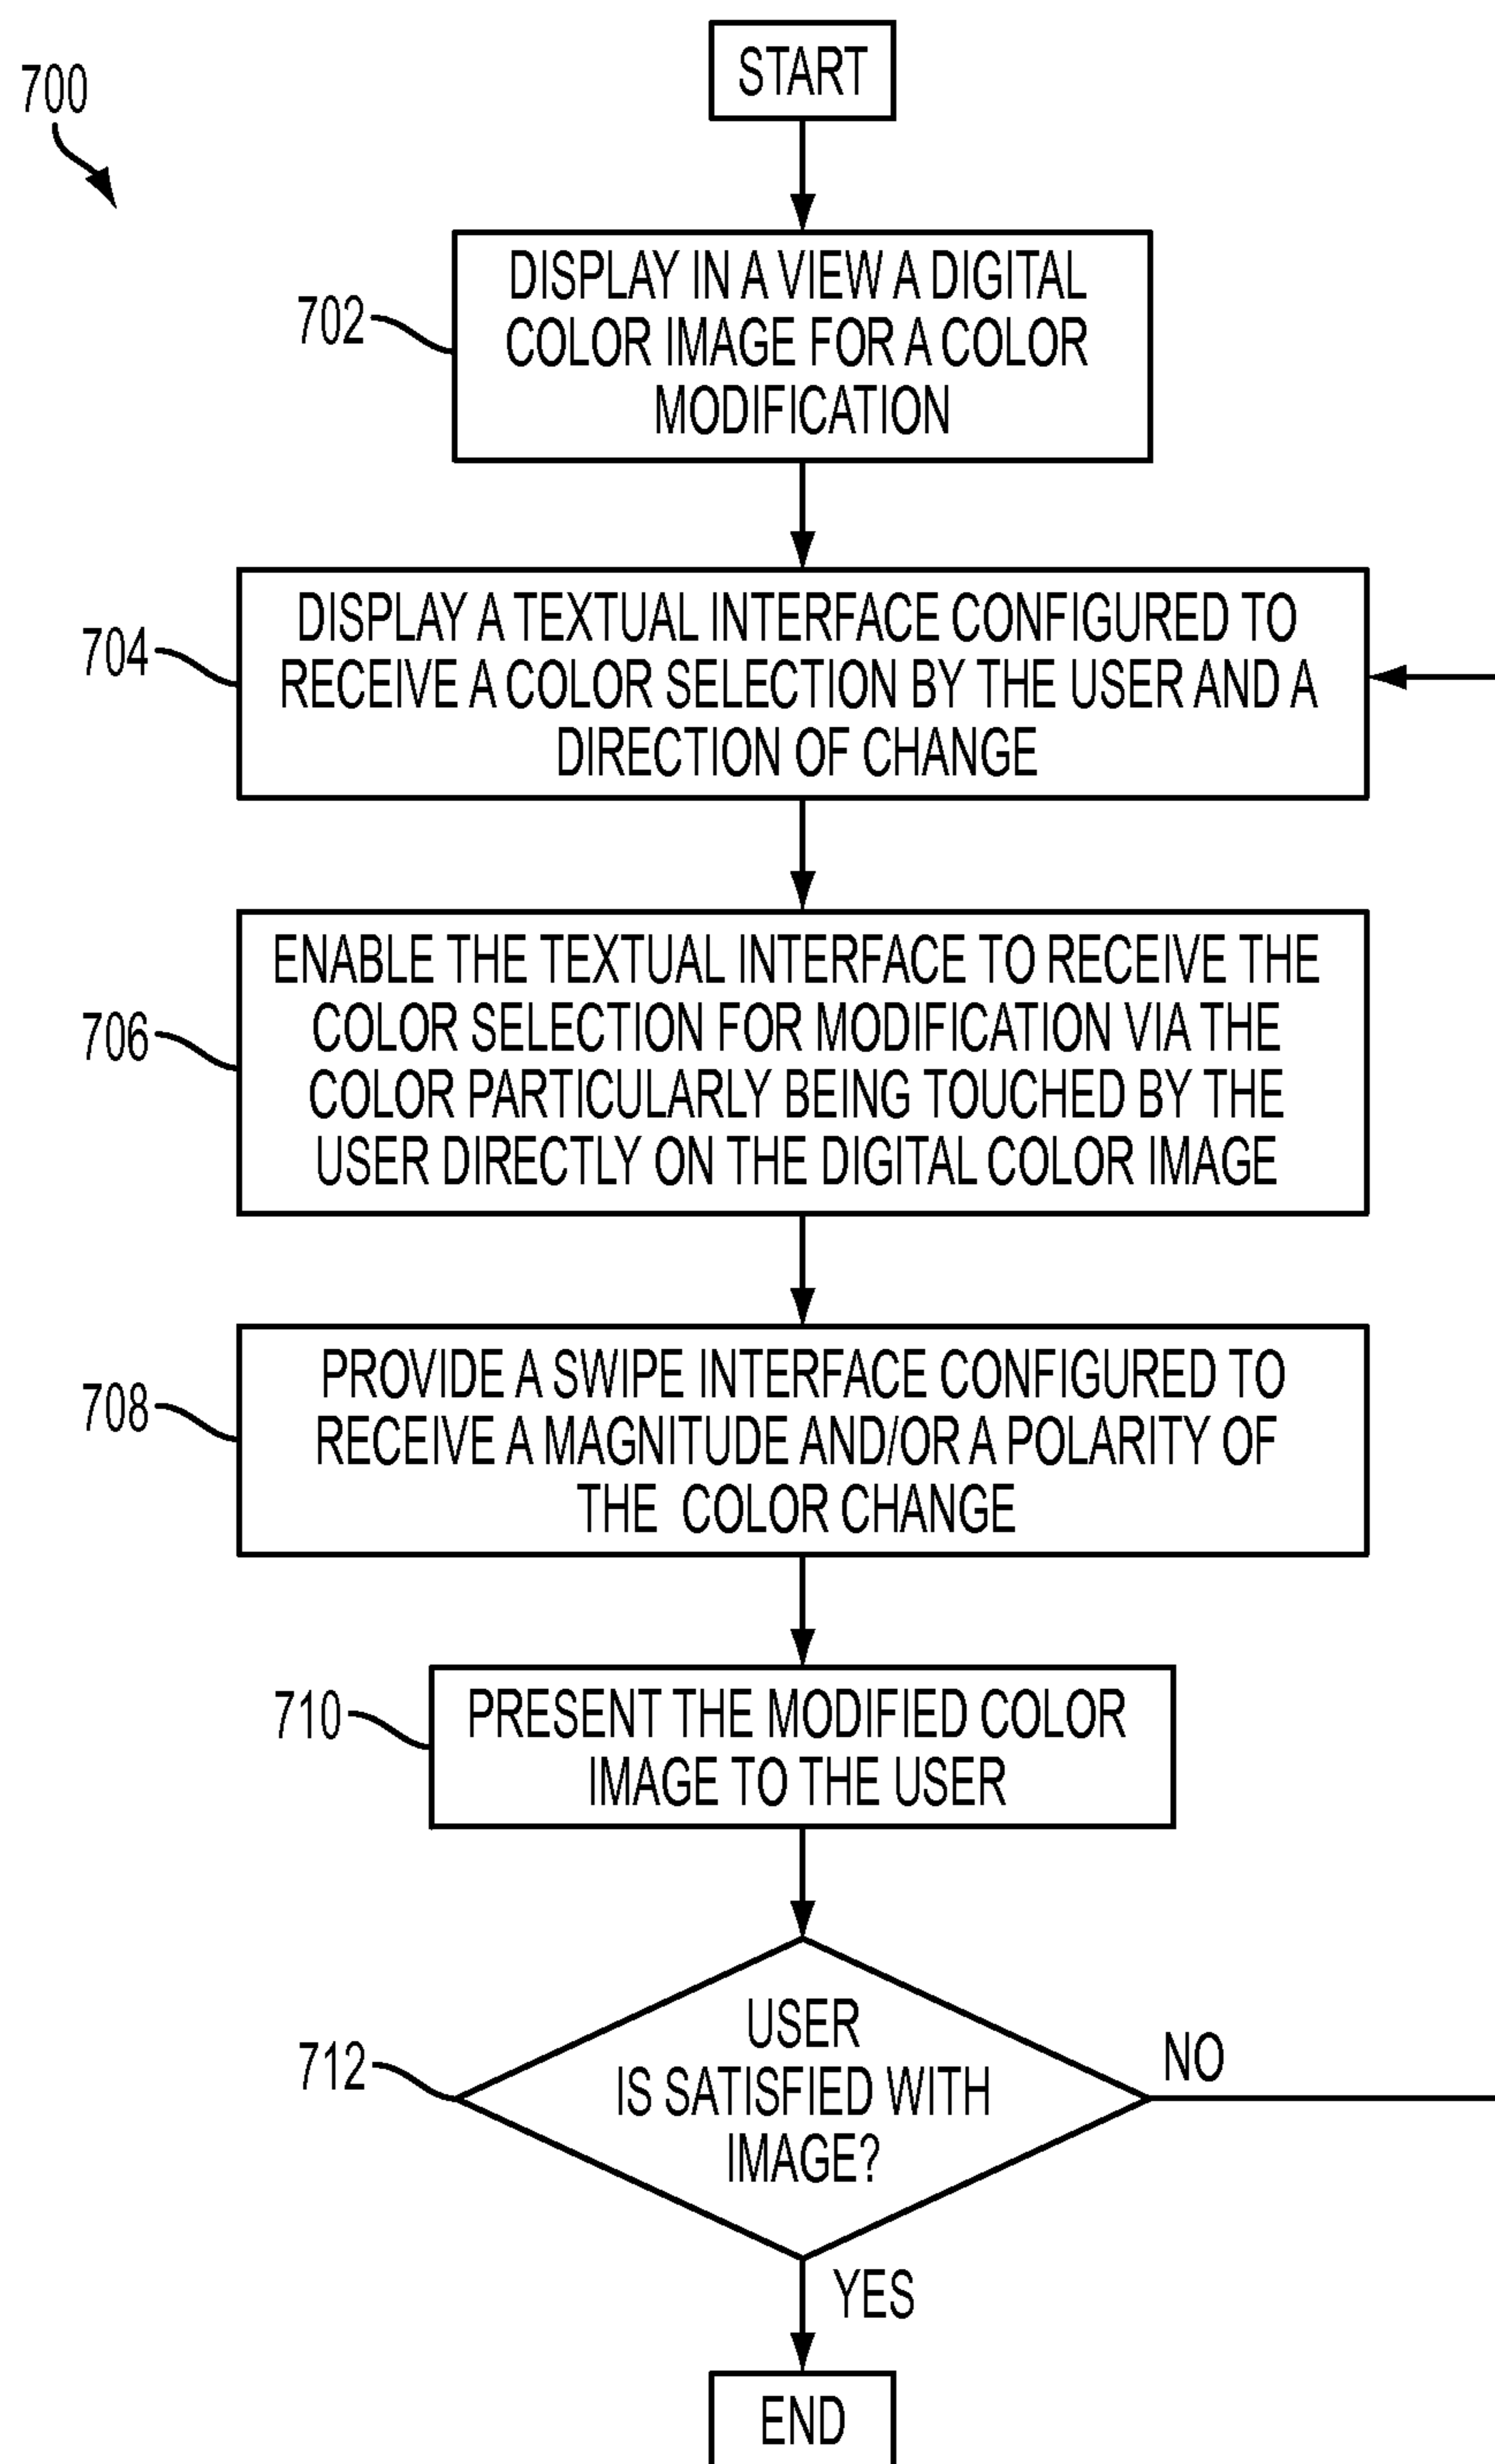 700
START
702
DISPLAY IN A VIEW A DIGITAL
COLOR IMAGE FOR A COLOR
MODIFICATION
704
DISPLAY A TEXTUAL INTERFACE CONFIGURED TO
RECEIVE A COLOR SELECTION BY THE USER AND A
DIRECTION OF CHANGE
706
ENABLE THE TEXTUAL INTERFACE TO RECEIVE THE
COLOR SELECTION FOR MODIFICATION VIA THE
COLOR PARTICULARLY BEING TOUCHED BY THE
USER DIRECTLY ON THE DIGITAL COLOR IMAGE
708
PROVIDE A SWIPE INTERFACE CONFIGURED TO
RECEIVE A MAGNITUDE AND/OR A POLARITY OF
THE COLOR CHANGE
710
PRESENT THE MODIFIED COLOR
IMAGE TO THE USER
712
USER
IS SATISFIED WITH
IMAGE?
NO
YES
END